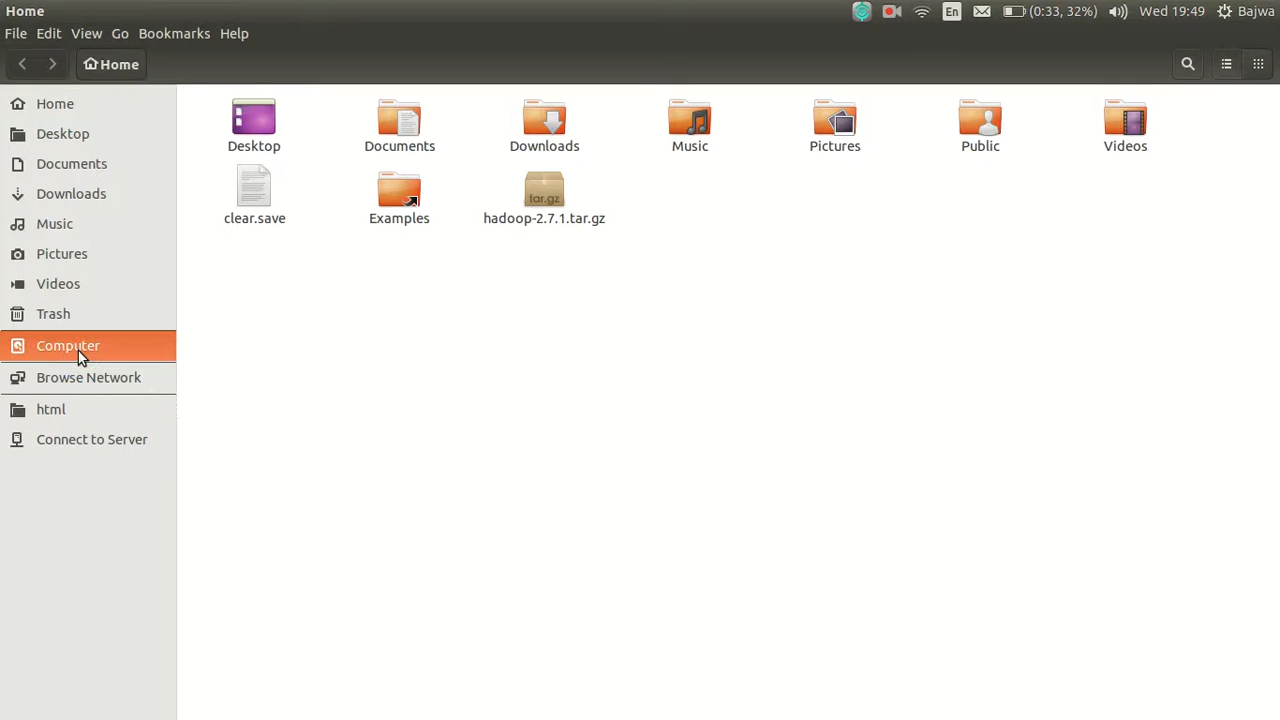 Home
En (0:33, 32%) Wed 19:49 Bajwa
File Edit View Go Bookmarks Help
Home
Home
Desktop
Documents
Downloads
Music
Pictures
Videos
Trash
Computer
Browse Network
html
Connect to Server
Desktop Documents Downloads Music Pictures Public Videos
clear.save Examples tar.gz hadoop-2.7.1.tar.gz